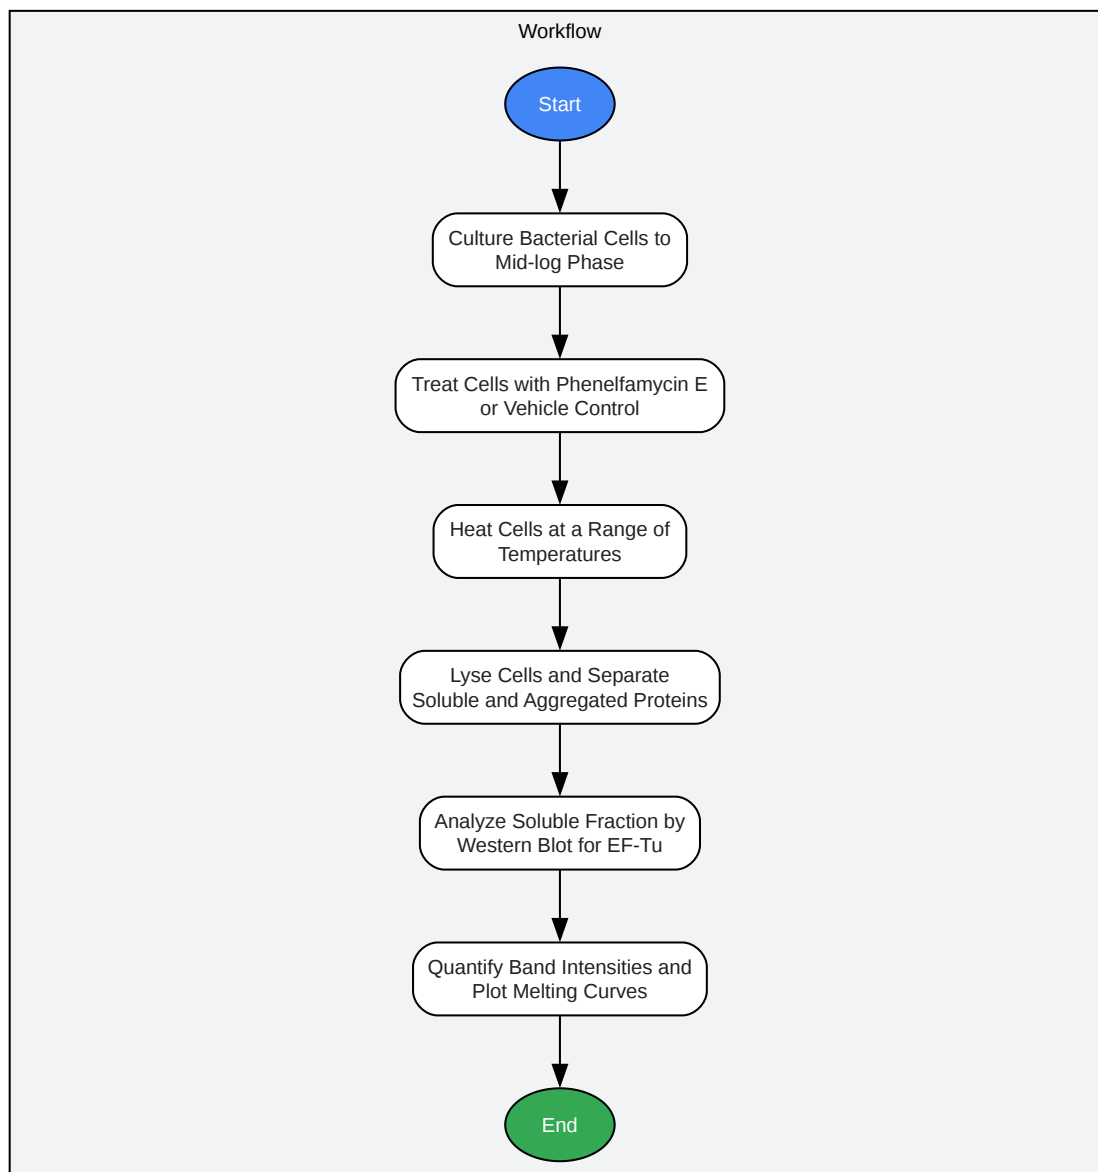 Workflow
Start
Culture Bacterial Cells to
Mid-log Phase
Treat Cells with Phenelfamycin E
or Vehicle Control
Heat Cells at a Range of
Temperatures
Lyse Cells and Separate
Soluble and Aggregated Proteins
Analyze Soluble Fraction by
Western Blot for EF-Tu
Quantify Band Intensities and
Plot Melting Curves
End